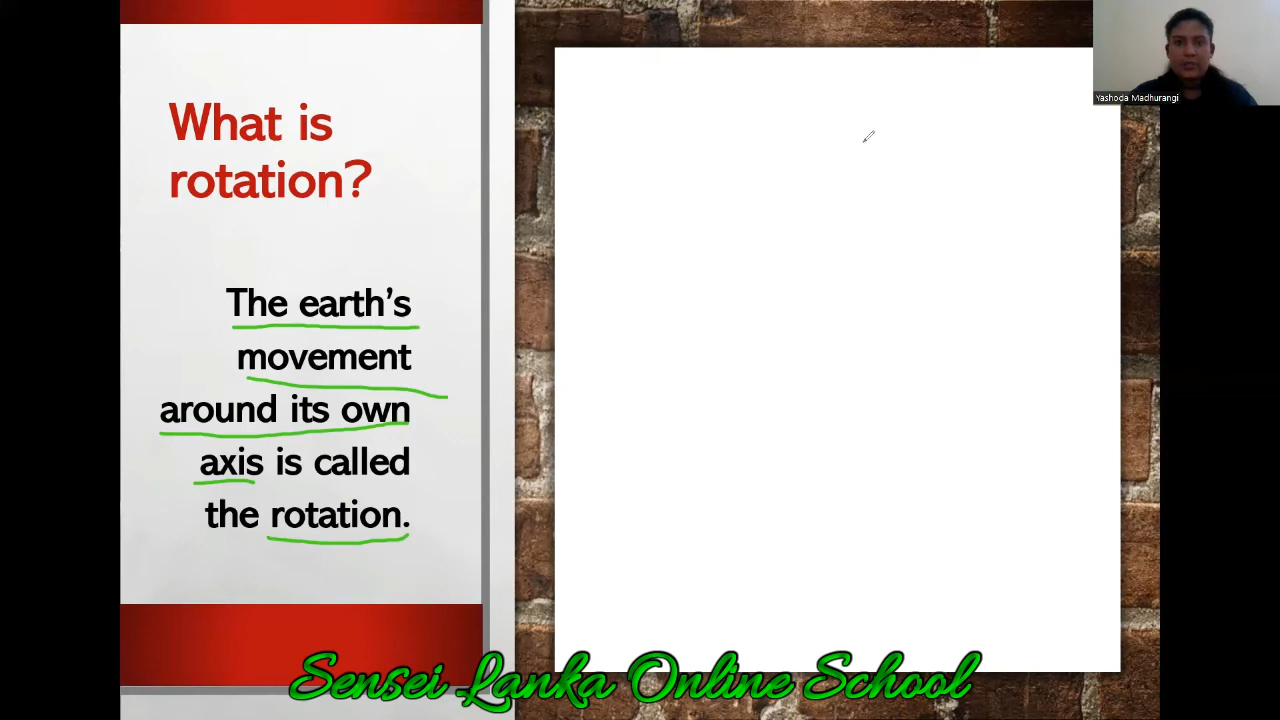 What is
rotation?
The earth's
movement
around its own
axis is called
the rotation.
Yashoda Madhurangi
Sensei Lanka Online School